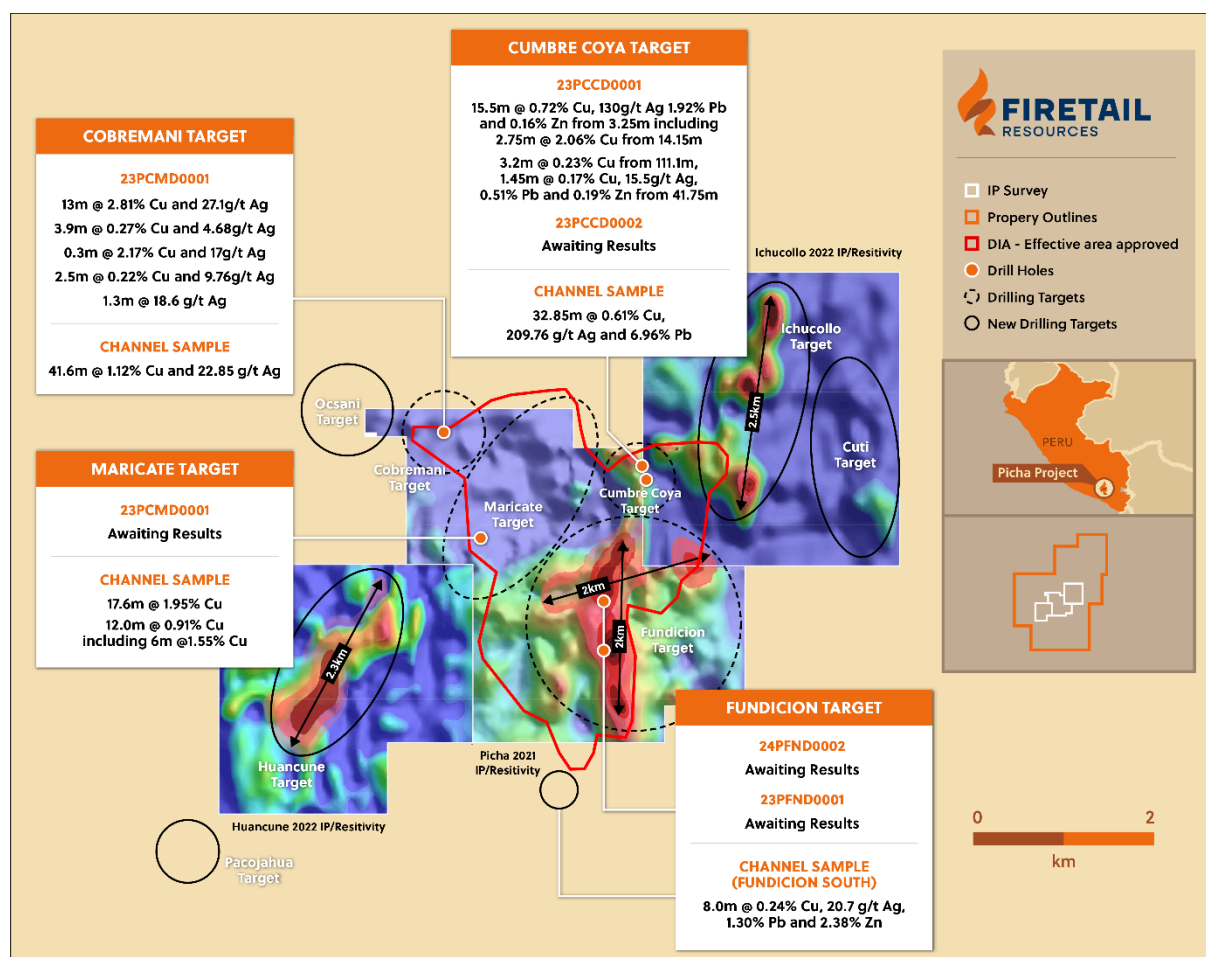 CUMBRE COYA TARGET
23PCCD0001
15.5m @ 0.72% Cu, 130g/t Ag 1.92% Pb
and 0.16% Zn from 3.25m including
2.75m @ 2.06% Cu from 14.15m
3.2m @ 0.23% Cu from 111.1m,
1.45m @ 0.17% Cu, 15.5g/t Ag,
0.51% Pb and 0.19% Zn from 41.75m
23PCCD0002
Awaiting Results
CHANNEL SAMPLE
32.85m @ 0.61% Cu,
209.76 g/t Ag and 6.96% Pb
COBREMANI TARGET
23PCMD0001
13m @ 2.81% Cu and 27.1g/t Ag
3.9m @ 0.27% Cu and 4.68g/t Ag
0.3m @ 2.17% Cu and 17g/t Ag
2.5m @ 0.22% Cu and 9.76g/t Ag
1.3m @ 18.6 g/t Ag
CHANNEL SAMPLE
41.6m @ 1.12% Cu and 22.85 g/t Ag
MARICATE TARGET
23PCMD0001
Awaiting Results
CHANNEL SAMPLE
17.6m @ 1.95% Cu
12.0m @ 0.91% Cu
including 6m @1.55% Cu
FUNDICION TARGET
24PFND0002
Awaiting Results
23PFND0001
Awaiting Results
CHANNEL SAMPLE
(FUNDICION SOUTH)
8.0m @ 0.24% Cu, 20.7 g/t Ag,
1.30% Pb and 2.38% Zn
Ichucollo 2022 IP/Resitivity
Ichucollo
Target
2.5km
Cuti
Target
Ocsani
Target
Cobremani
Target
Maricate
Target
Cumbre Coya
Target
2km
2km
Fundicion
Target
2.3km
Huancune
Target
Picha 2021
IP/Resitivity
Huancune 2022 IP/Resitivity
Pacojahua
Target
FIRETAIL
RESOURCES
IP Survey
Propery Outlines
DIA - Effective area approved
Drill Holes
Drilling Targets
New Drilling Targets
PERU
Picha Project
0 2
km